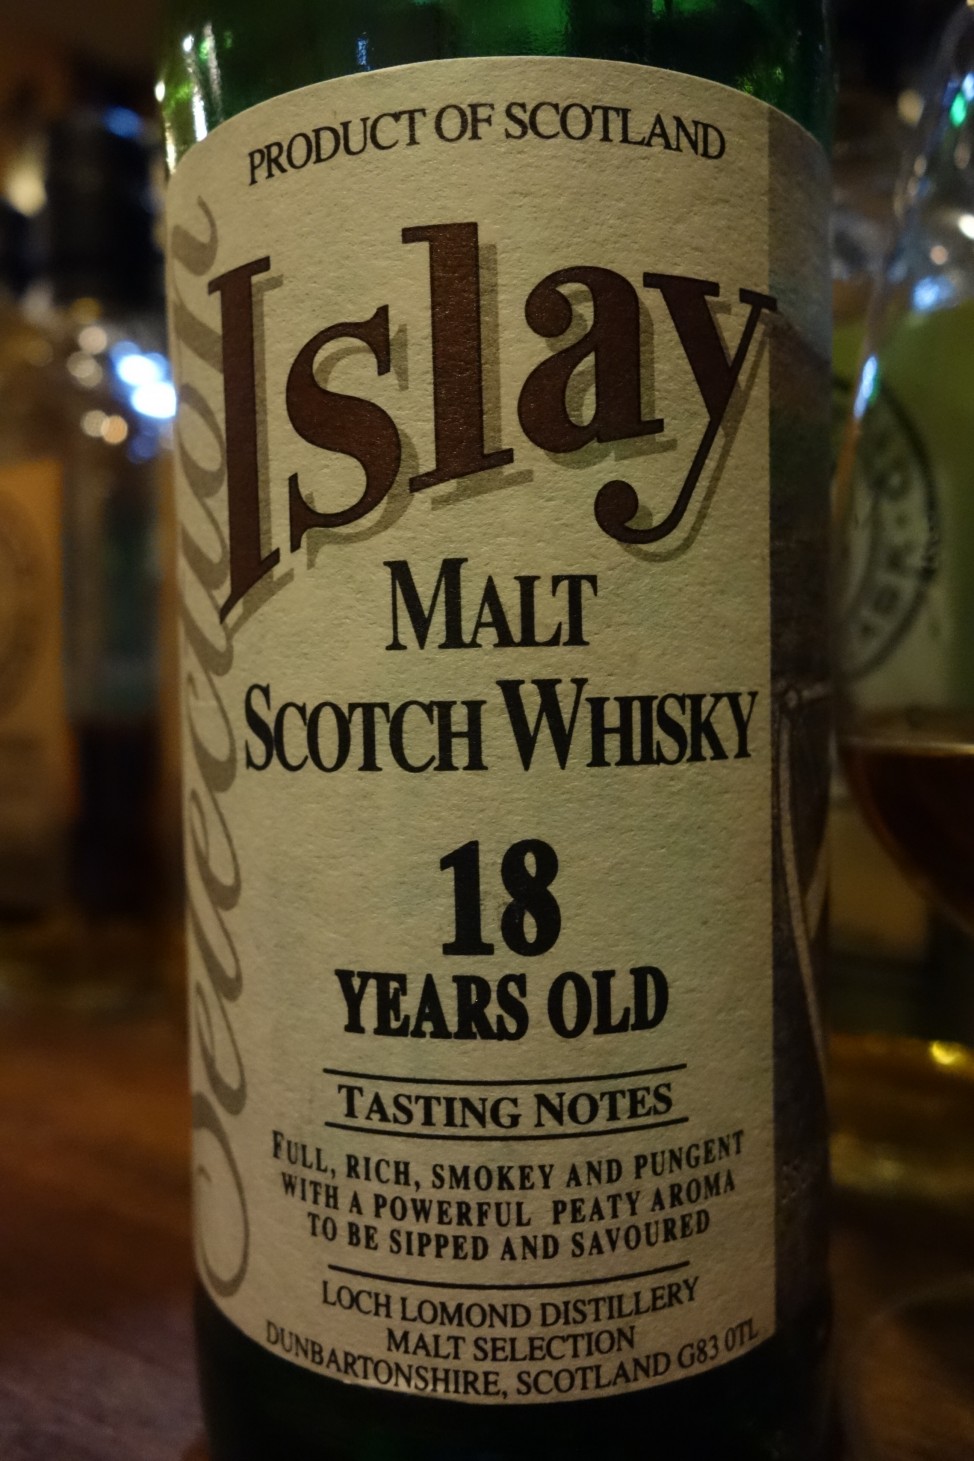 PRODUCT OF SCOTLAND
Islay
MALT
SCOTCH WHISKY
18
YEARS OLD
TASTING NOTES
FULL, RICH, SMOKEY AND PUNGENT
WITH A POWERFUL PEATY AROMA
TO BE SIPPED AND SAVOURED
LOCH LOMOND DISTILLERY
MALT SELECTION
DUNBARTONSHIRE, SCOTLAND G83 0TL